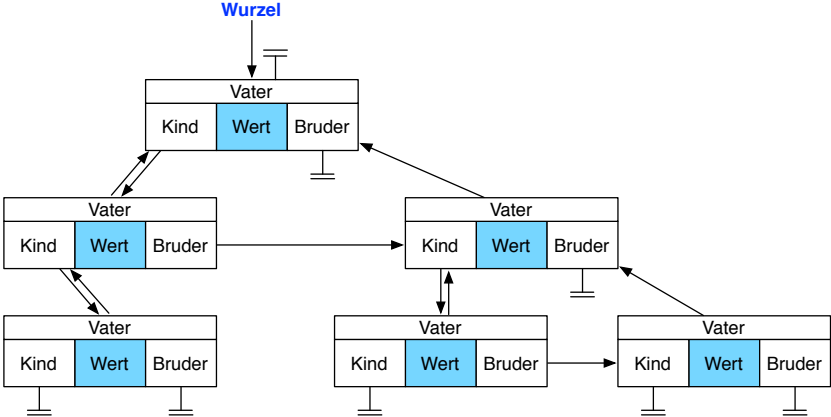 Wurzel
Vater
Kind Wert Bruder
Vater Vater
Kind Wert Bruder Kind Wert Bruder
Vater Vater Vater
Kind Wert Bruder Kind Wert Bruder Kind Wert Bruder